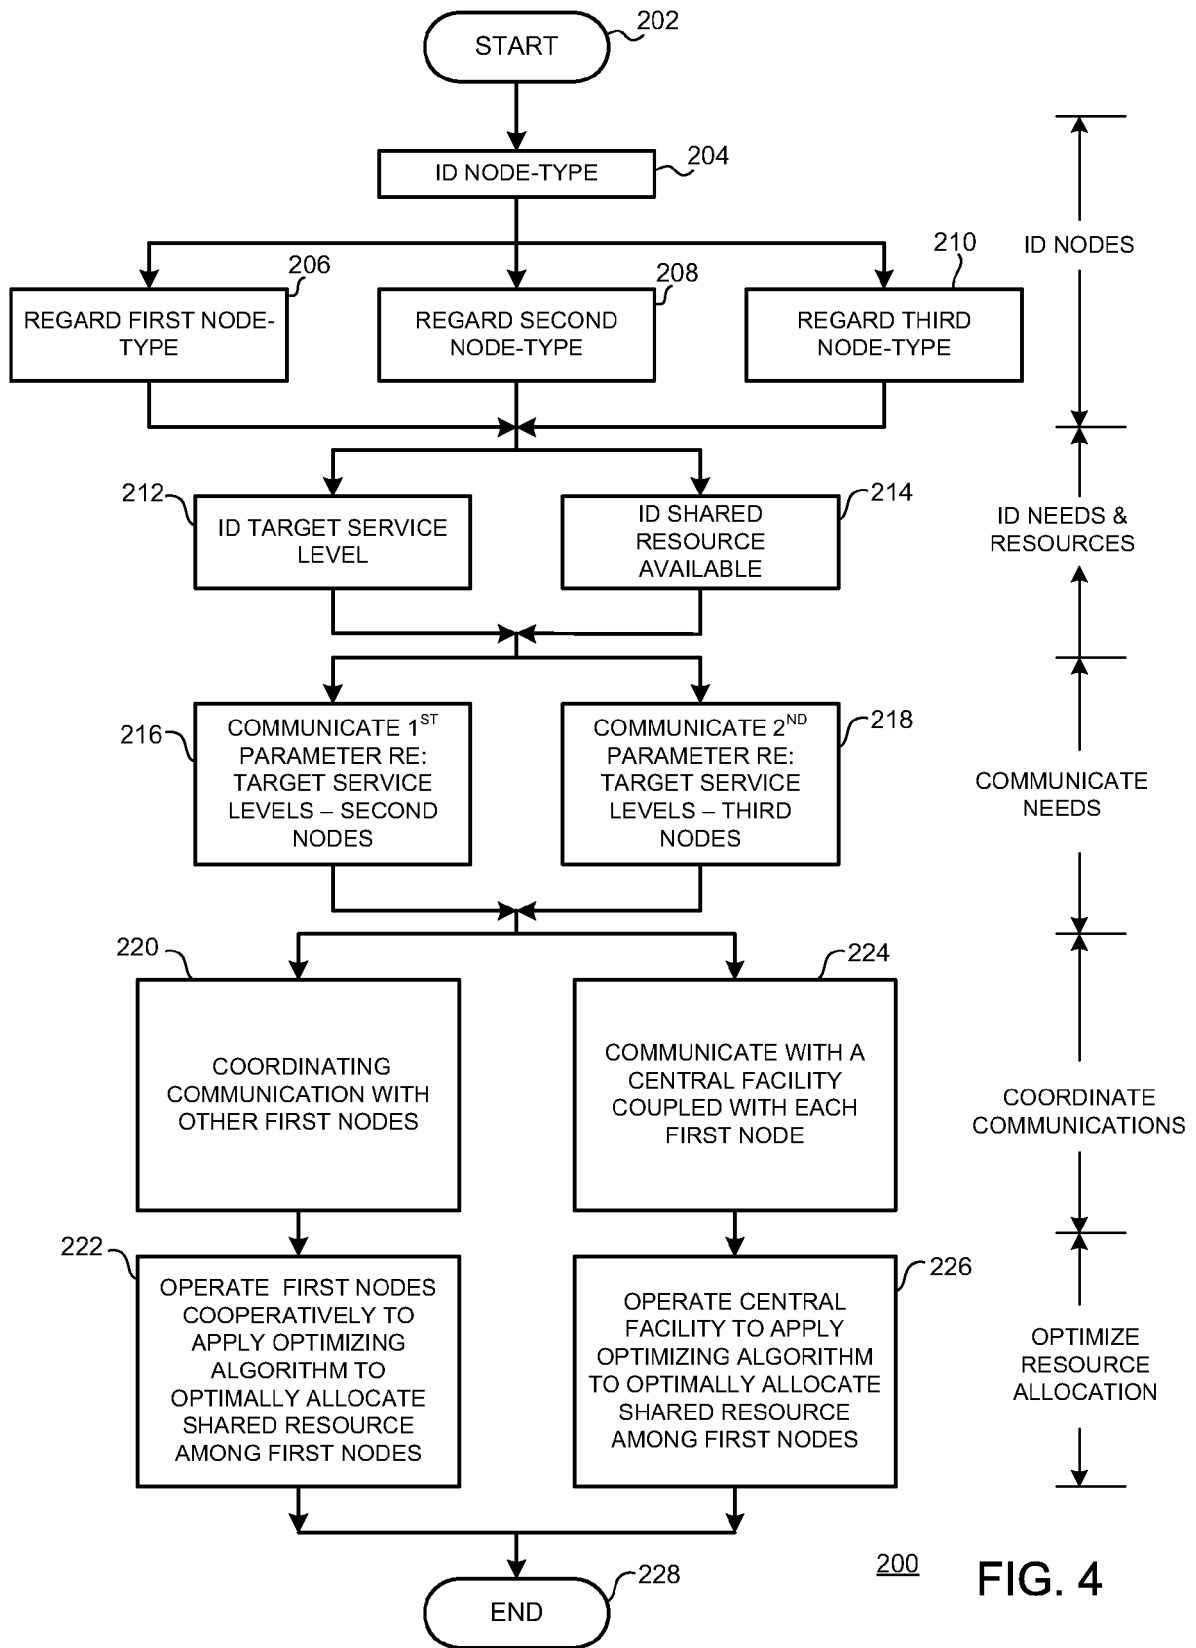 START
202
ID NODE-TYPE
204
206
REGARD FIRST NODE-
TYPE
208
REGARD SECOND
NODE-TYPE
210
REGARD THIRD
NODE-TYPE
ID NODES
212
ID TARGET SERVICE
LEVEL
214
ID SHARED
RESOURCE
AVAILABLE
ID NEEDS &
RESOURCES
216
COMMUNICATE 1ST
PARAMETER RE:
TARGET SERVICE
LEVELS – SECOND
NODES
218
COMMUNICATE 2ND
PARAMETER RE:
TARGET SERVICE
LEVELS – THIRD
NODES
COMMUNICATE
NEEDS
220
COORDINATING
COMMUNICATION WITH
OTHER FIRST NODES
224
COMMUNICATE WITH A
CENTRAL FACILITY
COUPLED WITH EACH
FIRST NODE
COORDINATE
COMMUNICATIONS
222
OPERATE FIRST NODES
COOPERATIVELY TO
APPLY OPTIMIZING
ALGORITHM TO
OPTIMALLY ALLOCATE
SHARED RESOURCE
AMONG FIRST NODES
226
OPERATE CENTRAL
FACILITY TO APPLY
OPTIMIZING ALGORITHM
TO OPTIMALLY ALLOCATE
SHARED RESOURCE
AMONG FIRST NODES
OPTIMIZE
RESOURCE
ALLOCATION
END
228
200
FIG. 4